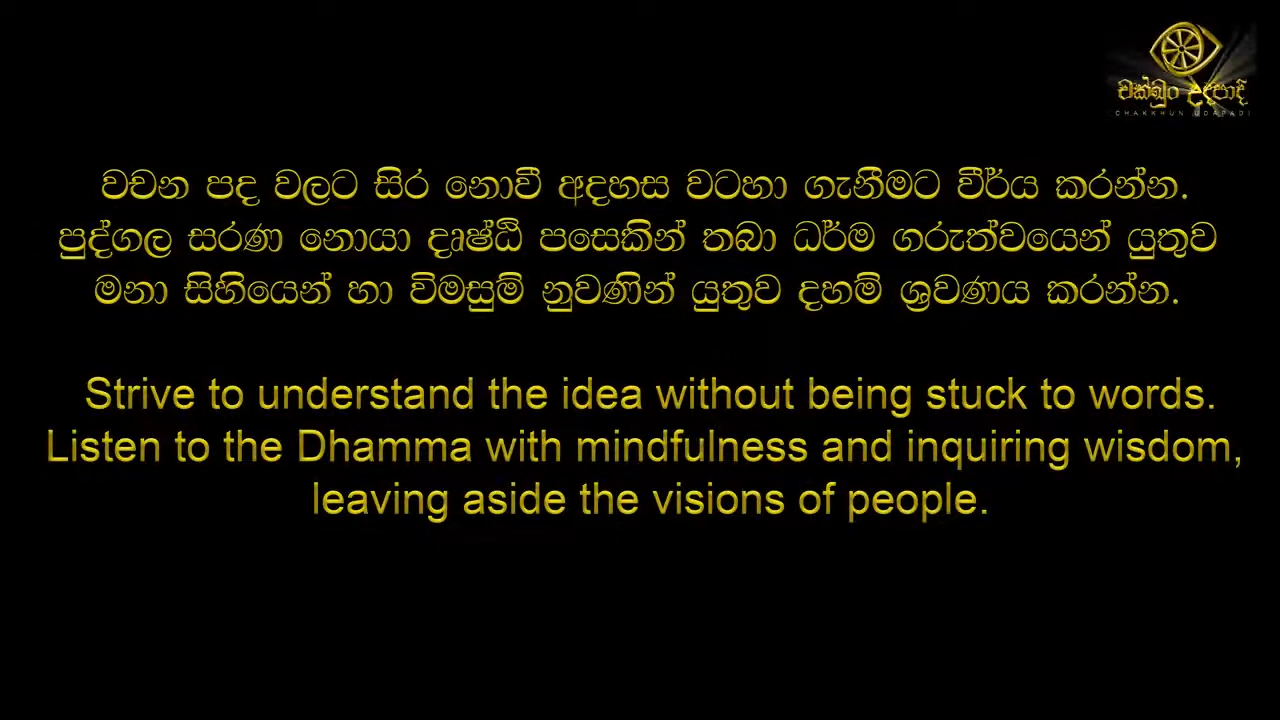 චක්ඛුං උදපාදි
CHAKKHUN UDAPADI
වචන පද වලට සිර නොවී අදහස වටහා ගැනීමට වීර්ය කරන්න.
පුද්ගල සරණ නොයා දෘෂ්ඨි පසෙකින් තබා ධර්ම ගරුත්වයෙන් යුතුව
මනා සිහියෙන් හා විමසුම් නුවණින් යුතුව දහම් ශ්‍රවණය කරන්න.
Strive to understand the idea without being stuck to words.
Listen to the Dhamma with mindfulness and inquiring wisdom,
leaving aside the visions of people.